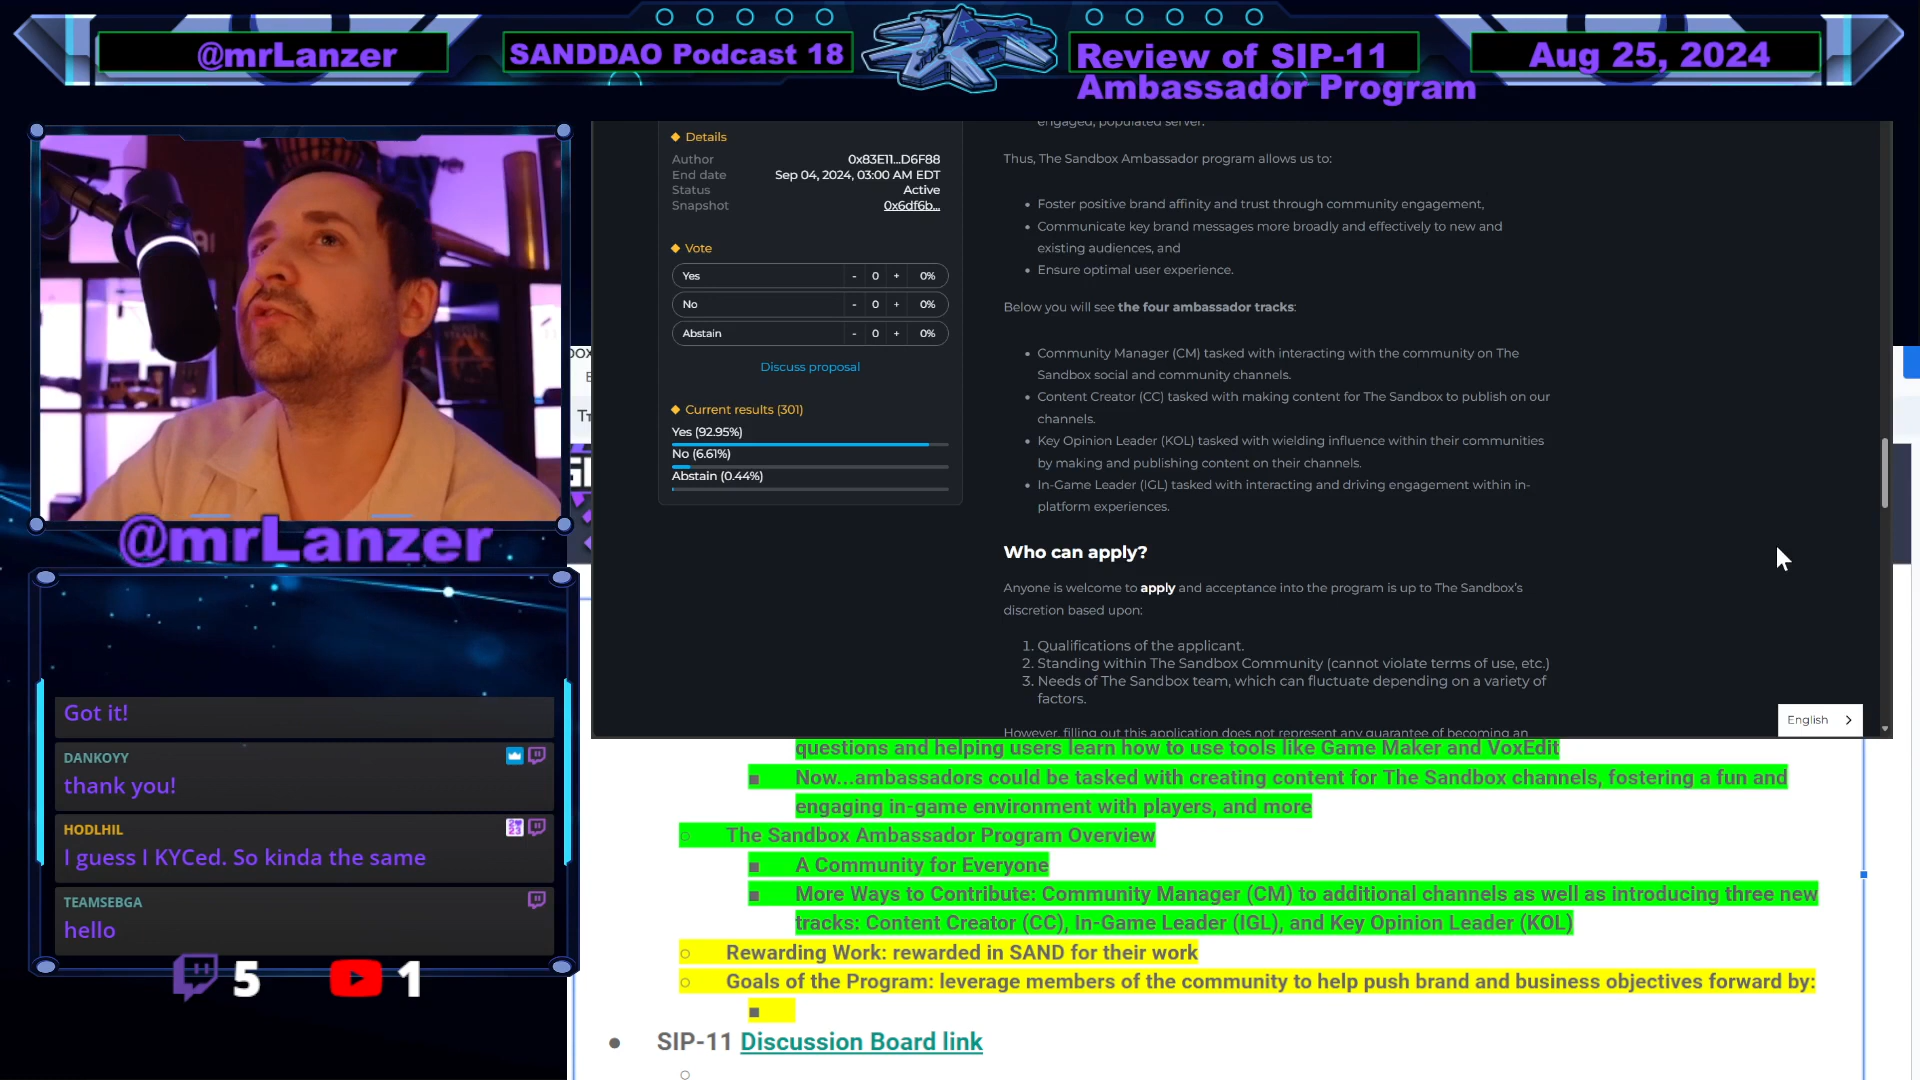 @mrLanzer
SANDDAO Podcast 18
Review of SIP-11
Ambassador Program
Aug 25, 2024
Details
Author 0x83E11...D6F88
End date Sep 04, 2024, 03:00 AM EDT
Status Active
Snapshot 0x6df6b...
Vote
Yes - 0 + 0%
No - 0 + 0%
Abstain - 0 + 0%
Discuss proposal
Current results (301)
Yes (92.95%)
No (6.61%)
Abstain (0.44%)
engaged, populated server.
Thus, The Sandbox Ambassador program allows us to:
• Foster positive brand affinity and trust through community engagement,
• Communicate key brand messages more broadly and effectively to new and
existing audiences, and
• Ensure optimal user experience.
Below you will see the four ambassador tracks:
• Community Manager (CM) tasked with interacting with the community on The
Sandbox social and community channels.
• Content Creator (CC) tasked with making content for The Sandbox to publish on our
channels.
• Key Opinion Leader (KOL) tasked with wielding influence within their communities
by making and publishing content on their channels.
• In-Game Leader (IGL) tasked with interacting and driving engagement within in-
platform experiences.
Who can apply?
Anyone is welcome to apply and acceptance into the program is up to The Sandbox's
discretion based upon:
1. Qualifications of the applicant.
2. Standing within The Sandbox Community (cannot violate terms of use, etc.)
3. Needs of The Sandbox team, which can fluctuate depending on a variety of
factors.
However, filling out this application does not represent any guarantee of becoming an
English
@mrLanzer
Got it!
DANKOYY
thank you!
HODLHIL
I guess I KYCed. So kinda the same
TEAMSEBGA
hello
5
1
questions and helping users learn how to use tools like Game Maker and VoxEdit
■ Now...ambassadors could be tasked with creating content for The Sandbox channels, fostering a fun and
engaging in-game environment with players, and more
○ The Sandbox Ambassador Program Overview
■ A Community for Everyone
■ More Ways to Contribute: Community Manager (CM) to additional channels as well as introducing three new
tracks: Content Creator (CC), In-Game Leader (IGL), and Key Opinion Leader (KOL)
○ Rewarding Work: rewarded in SAND for their work
○ Goals of the Program: leverage members of the community to help push brand and business objectives forward by:
● SIP-11 Discussion Board link